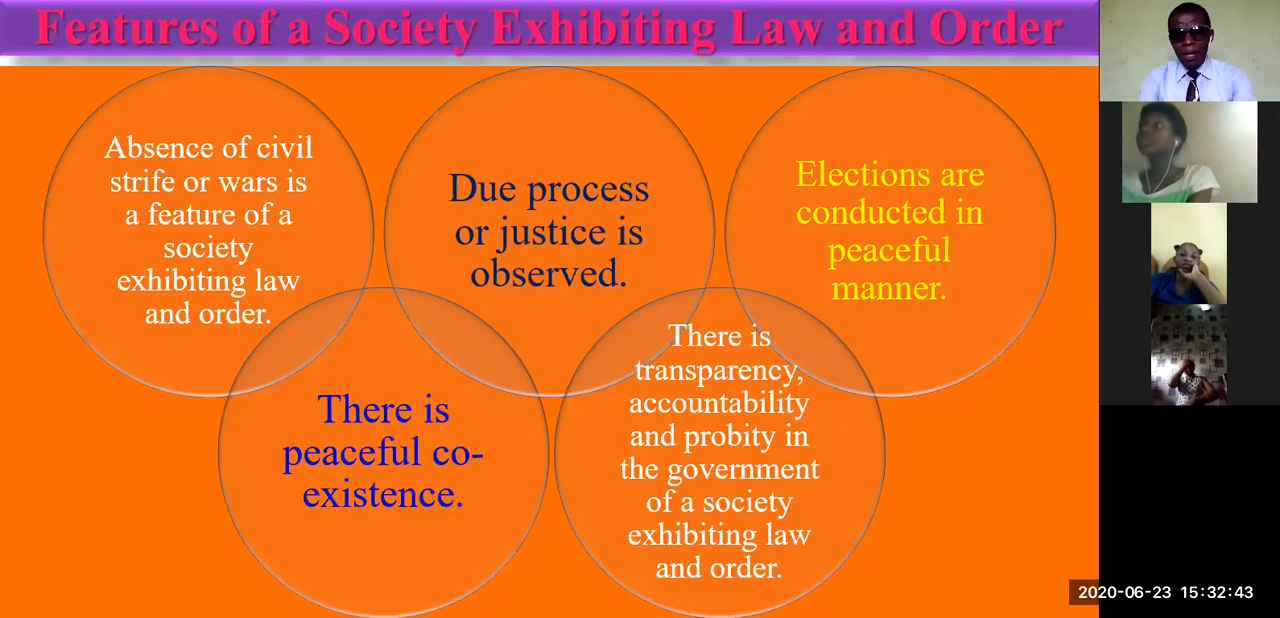 Features of a Society Exhibiting Law and Order
Absence of civil
strife or wars is
a feature of a
society
exhibiting law
and order.
Due process
or justice is
observed.
Elections are
conducted in
peaceful
manner.
There is
peaceful co-
existence.
There is
transparency,
accountability
and probity in
the government
of a society
exhibiting law
and order.
2020-06-23 15:32:43